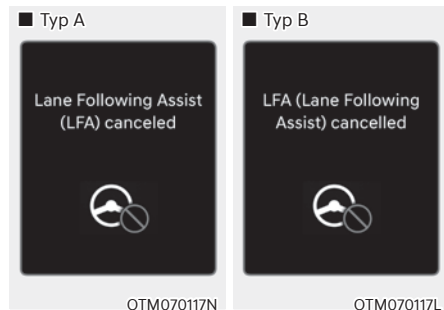 ■ Typ A
Lane Following Assist
(LFA) canceled
OTM070117N
■ Typ B
LFA (Lane Following
Assist) cancelled
OTM070117L